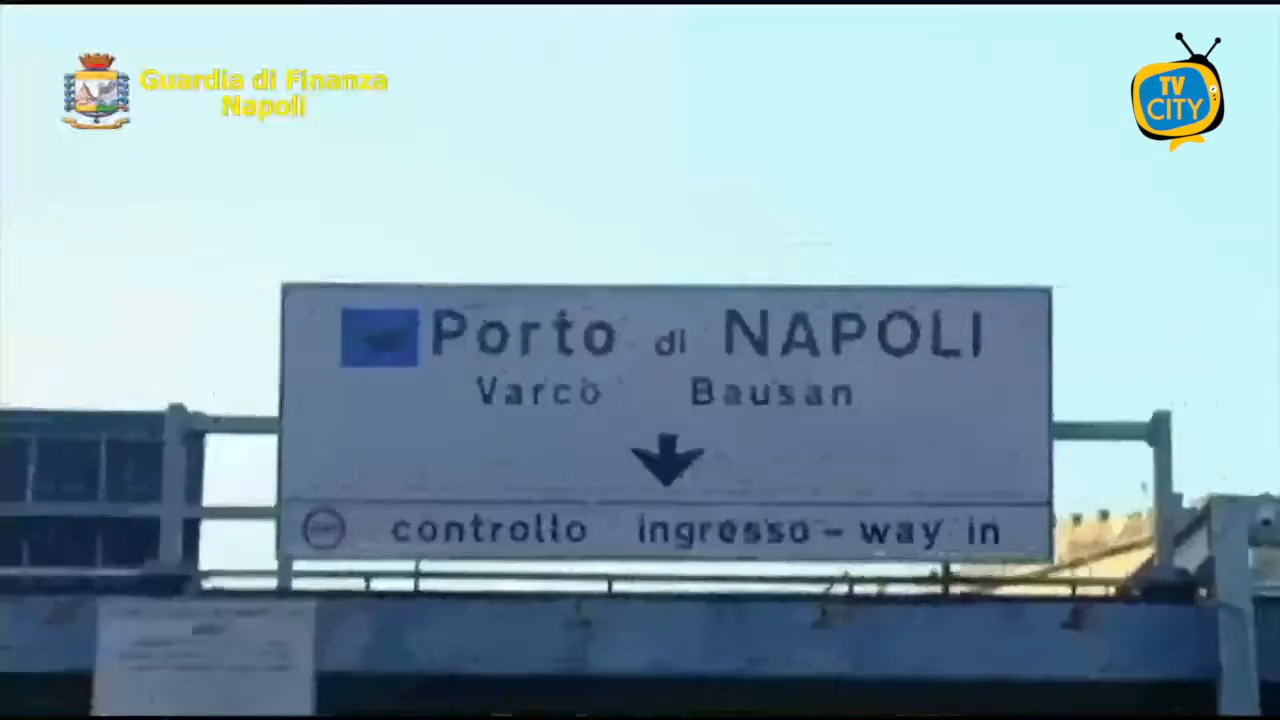 Guardia di Finanza
Napoli
TV
CITY
Porto di NAPOLI
Varco Bausan
controllo ingresso - way in